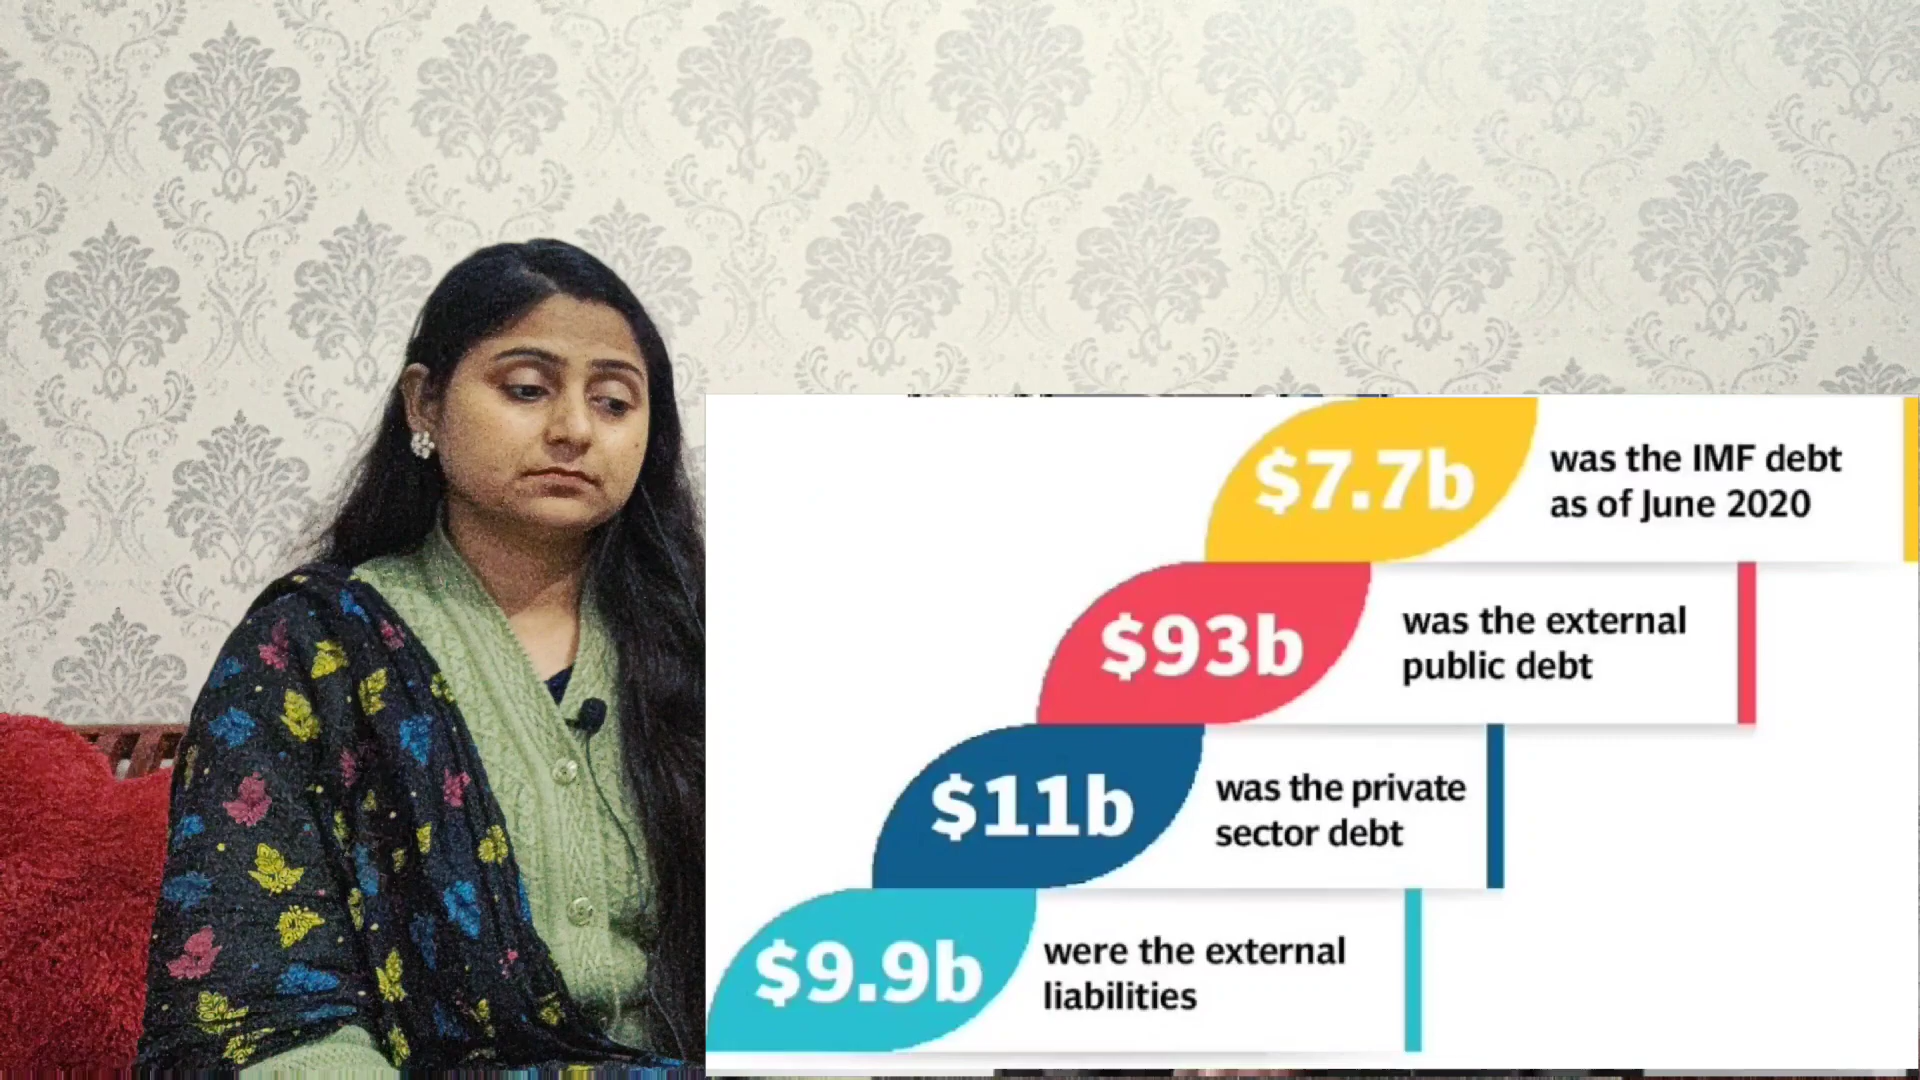 $7.7b
was the IMF debt
as of June 2020
$93b
was the external
public debt
$11b
was the private
sector debt
$9.9b
were the external
liabilities